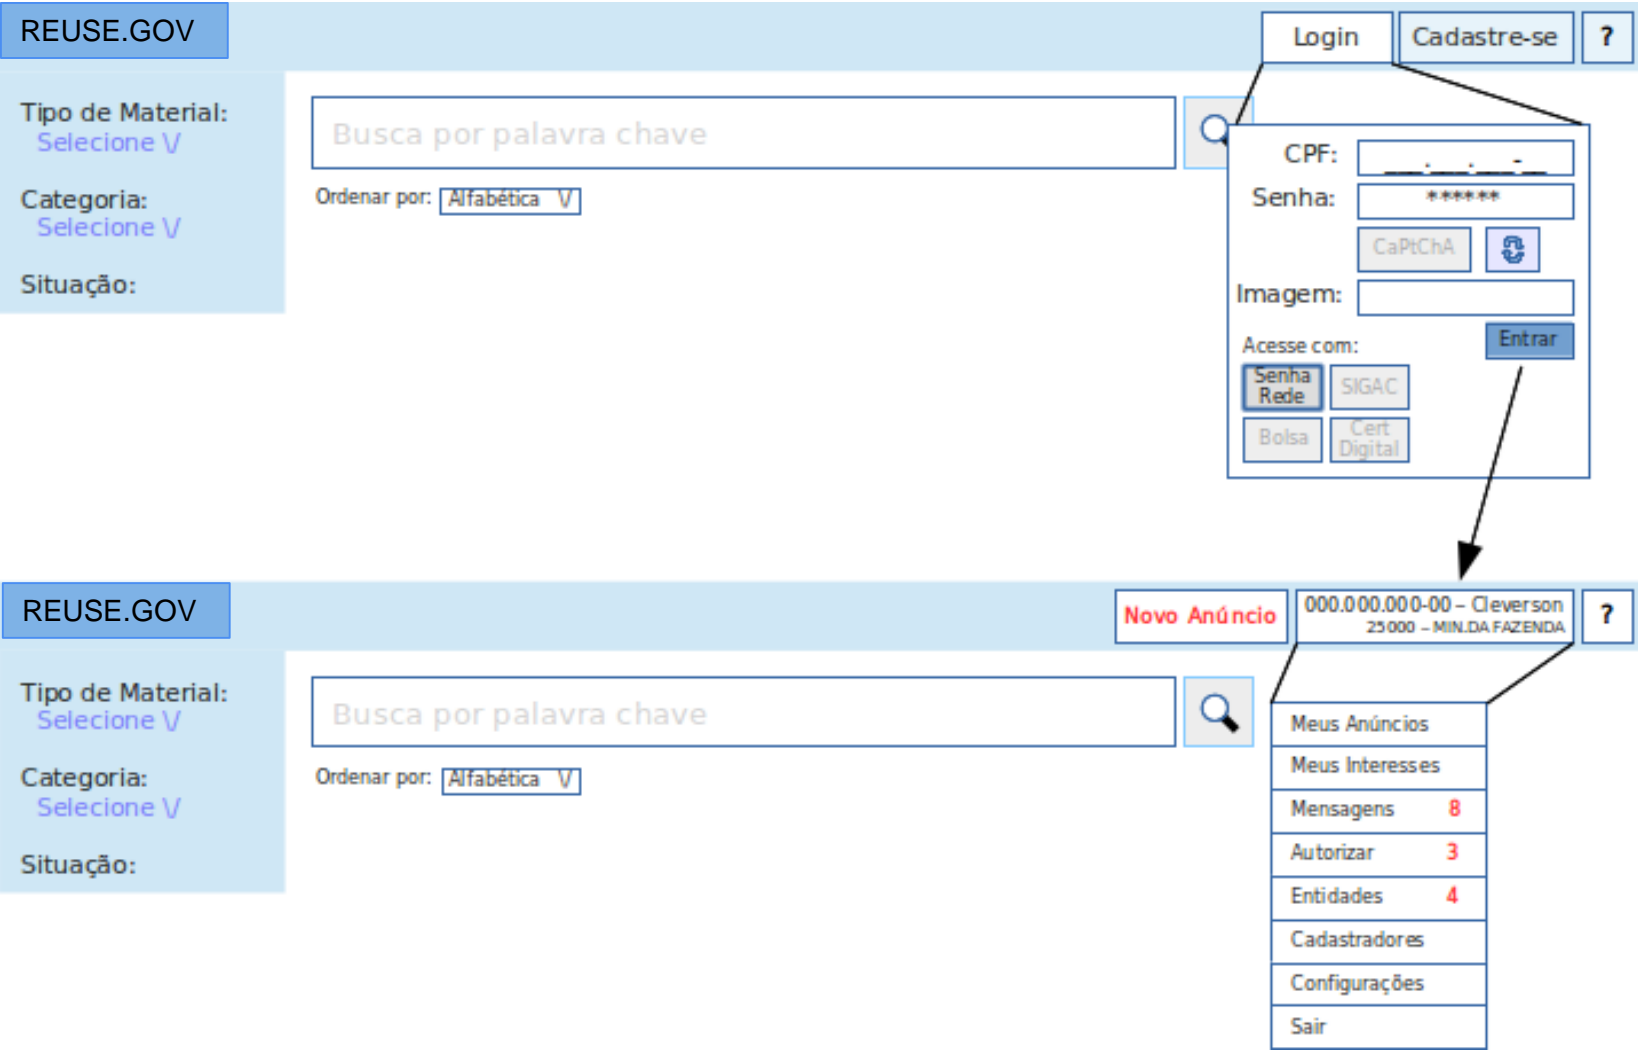 REUSE.GOV
Login
Cadastre-se
?
Tipo de Material:
Selecione \/
Categoria:
Selecione \/
Situação:
Busca por palavra chave
Ordenar por: Alfabética \/
CPF: ___.___.___-__
Senha: ******
CaPtChA
Imagem:
Entrar
Acesse com:
Senha
Rede
SIGAC
Bolsa
Cert
Digital
REUSE.GOV
Novo Anúncio
000.000.000-00 – Cleverson
25000 – MIN.DA FAZENDA
?
Tipo de Material:
Selecione \/
Categoria:
Selecione \/
Situação:
Busca por palavra chave
Ordenar por: Alfabética \/
Meus Anúncios
Meus Interesses
Mensagens 8
Autorizar 3
Entidades 4
Cadastradores
Configurações
Sair